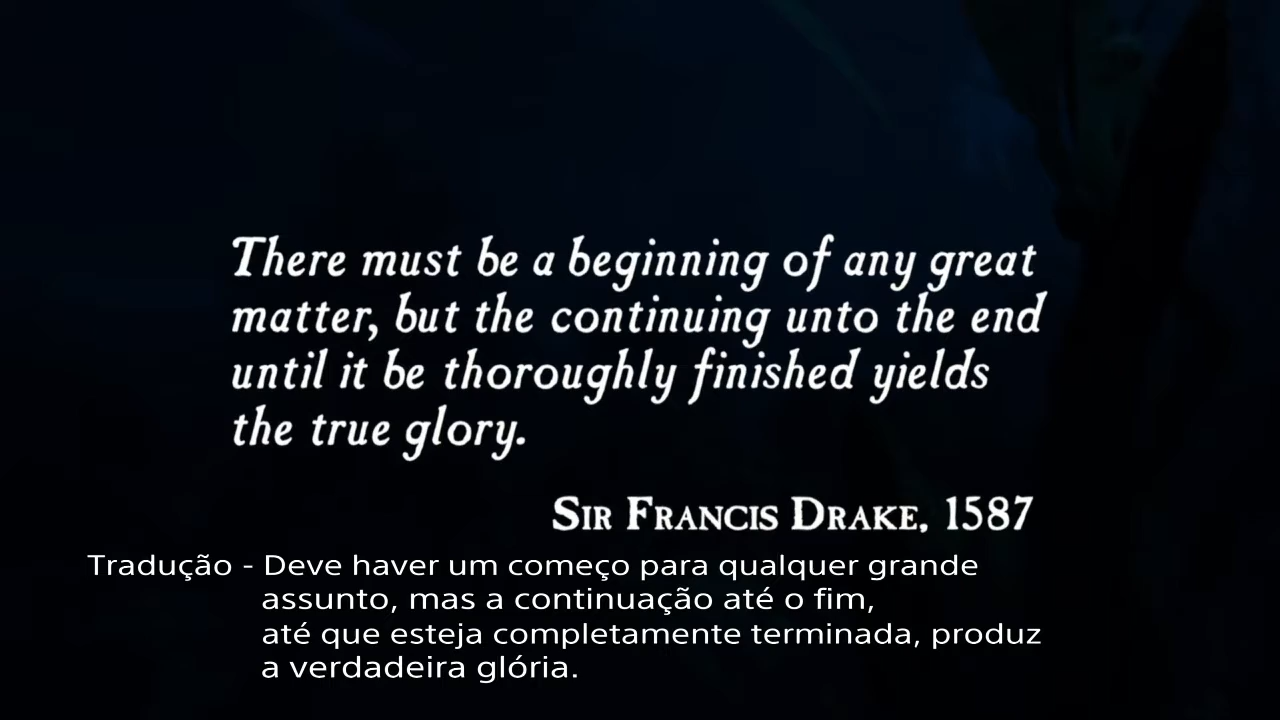 There must be a beginning of any great
matter, but the continuing unto the end
until it be thoroughly finished yields
the true glory.
Sir Francis Drake, 1587
Tradução - Deve haver um começo para qualquer grande
assunto, mas a continuação até o fim,
até que esteja completamente terminada, produz
a verdadeira glória.